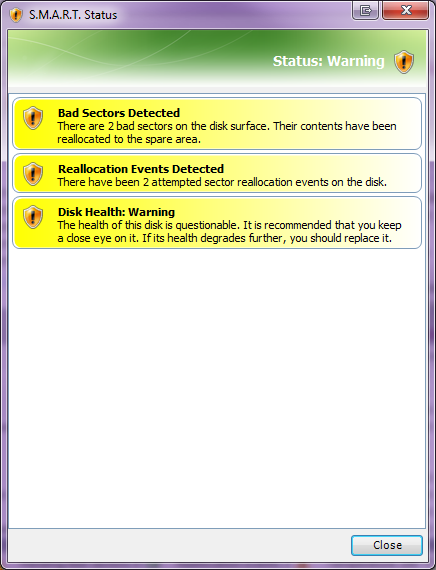 S.M.A.R.T. Status
Status: Warning
Bad Sectors Detected
There are 2 bad sectors on the disk surface. Their contents have been
reallocated to the spare area.
Reallocation Events Detected
There have been 2 attempted sector reallocation events on the disk.
Disk Health: Warning
The health of this disk is questionable. It is recommended that you keep
a close eye on it. If its health degrades further, you should replace it.
Close